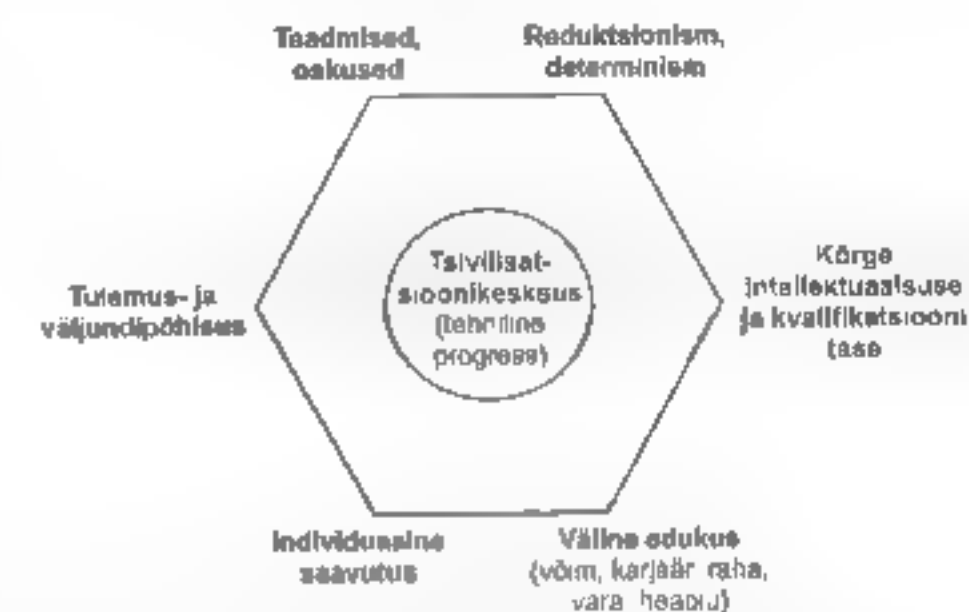 Teadmised,
oskused
Reduktsionism,
determinism
Tsivilisat-
sioonikesksus
(tehniline
progress)
Kõrge
intellektuaalsuse
ja kvalifikatsiooni
tase
Tulemus- ja
väljundipõhisus
Individuaalne
saavutus
Väline edukus
(võim, karjäär, raha,
vara, heaolu)